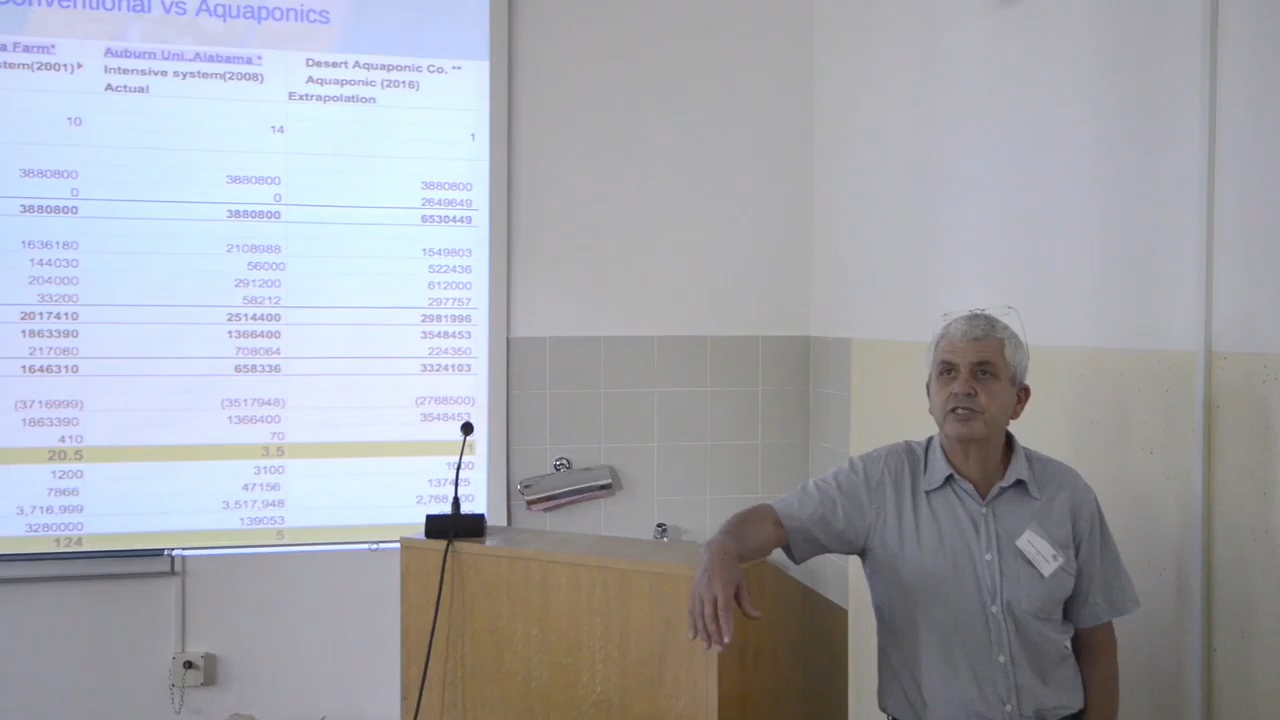 onventional vs Aquaponics
a Farm* Auburn Uni.,Alabama * Desert Aquaponic Co. **
stem(2001) Intensive system(2008) Aquaponic (2016)
Actual Extrapolation
10 14 1
3880800 3880800 3880800
0 0 2649649
3880800 3880800 6530449
1636180 2108988 1549803
144030 56000 522436
204000 291200 612000
33200 58212 297757
2017410 2514400 2981996
1863390 1366400 3548453
217080 708064 224350
1646310 658336 3324103
(3716999) (3517948) (2768500)
1863390 1366400 3548453
410 70
20.5 3.5 1
1200 3100 1000
7866 47156 137425
3,716,999 3,517,948
3280000 139053
124 5